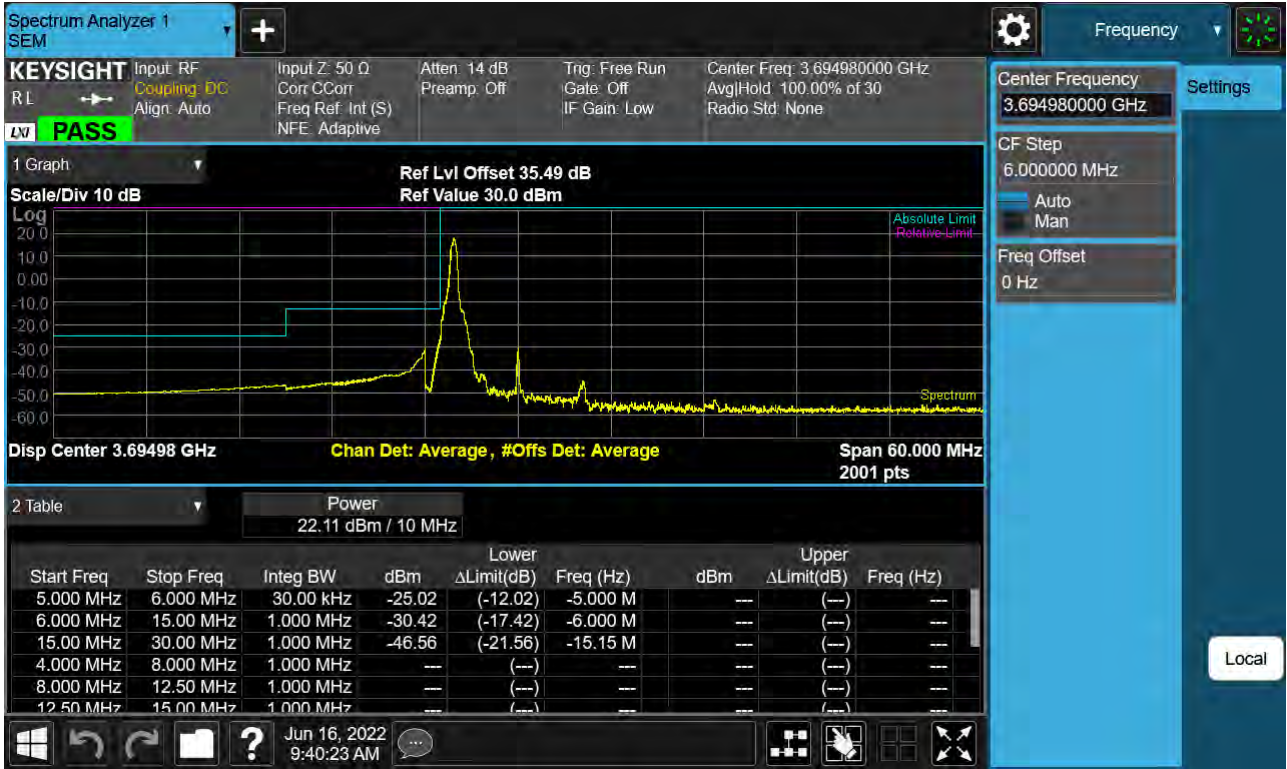 Spectrum Analyzer 1
SEM
+
Frequency
KEYSIGHT
R L
LXI PASS
Input: RF
Coupling: DC
Align: Auto
Input Z: 50 Ω
Corr CCorr
Freq Ref: Int (S)
NFE: Adaptive
Atten: 14 dB
Preamp: Off
Trig: Free Run
Gate: Off
IF Gain: Low
Center Freq: 3.694980000 GHz
Avg|Hold: 100.00% of 30
Radio Std: None
Center Frequency
3.694980000 GHz
Settings
CF Step
6.000000 MHz
Auto
Man
Freq Offset
0 Hz
1 Graph
Scale/Div 10 dB
Ref Lvl Offset 35.49 dB
Ref Value 30.0 dBm
Log
Absolute Limit
Relative Limit
20.0
10.0
0.00
-10.0
-20.0
-30.0
-40.0
-50.0
-60.0
Spectrum
Disp Center 3.69498 GHz
Chan Det: Average, #Offs Det: Average
Span 60.000 MHz
2001 pts
2 Table
Power
22.11 dBm / 10 MHz
Lower Upper
Start Freq Stop Freq Integ BW dBm ΔLimit(dB) Freq (Hz) dBm ΔLimit(dB) Freq (Hz)
5.000 MHz 6.000 MHz 30.00 kHz -25.02 (-12.02) -5.000 M --- (---) ---
6.000 MHz 15.00 MHz 1.000 MHz -30.42 (-17.42) -6.000 M --- (---) ---
15.00 MHz 30.00 MHz 1.000 MHz -46.56 (-21.56) -15.15 M --- (---) ---
4.000 MHz 8.000 MHz 1.000 MHz --- (---) --- --- (---) ---
8.000 MHz 12.50 MHz 1.000 MHz --- (---) --- --- (---) ---
12.50 MHz 15.00 MHz 1.000 MHz --- (---) --- --- (---) ---
Local
?
Jun 16, 2022
9:40:23 AM